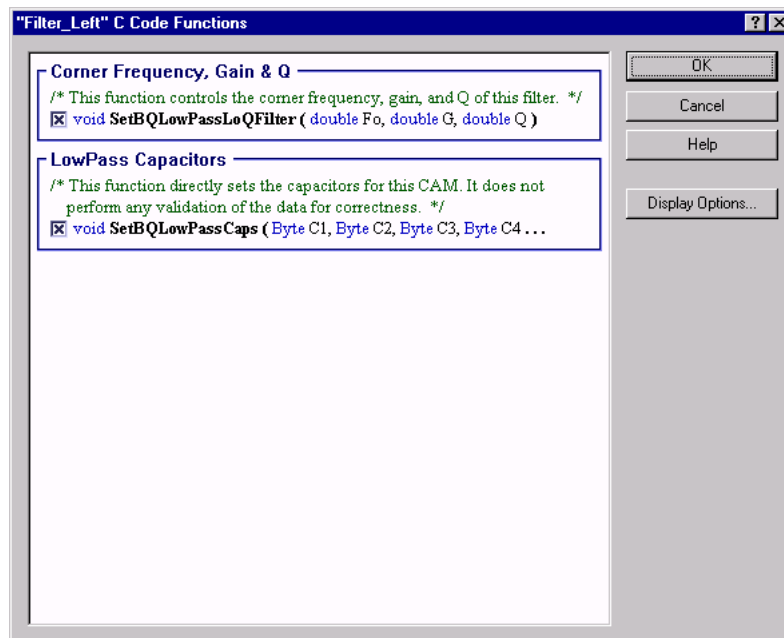 "Filter_Left" C Code Functions
Corner Frequency, Gain & Q
/* This function controls the corner frequency, gain, and Q of this filter. */
void SetBQLowPassLoQFilter ( double Fo, double G, double Q )
LowPass Capacitors
/* This function directly sets the capacitors for this CAM. It does not
perform any validation of the data for correctness. */
void SetBQLowPassCaps ( Byte C1, Byte C2, Byte C3, Byte C4 ...
OK
Cancel
Help
Display Options...